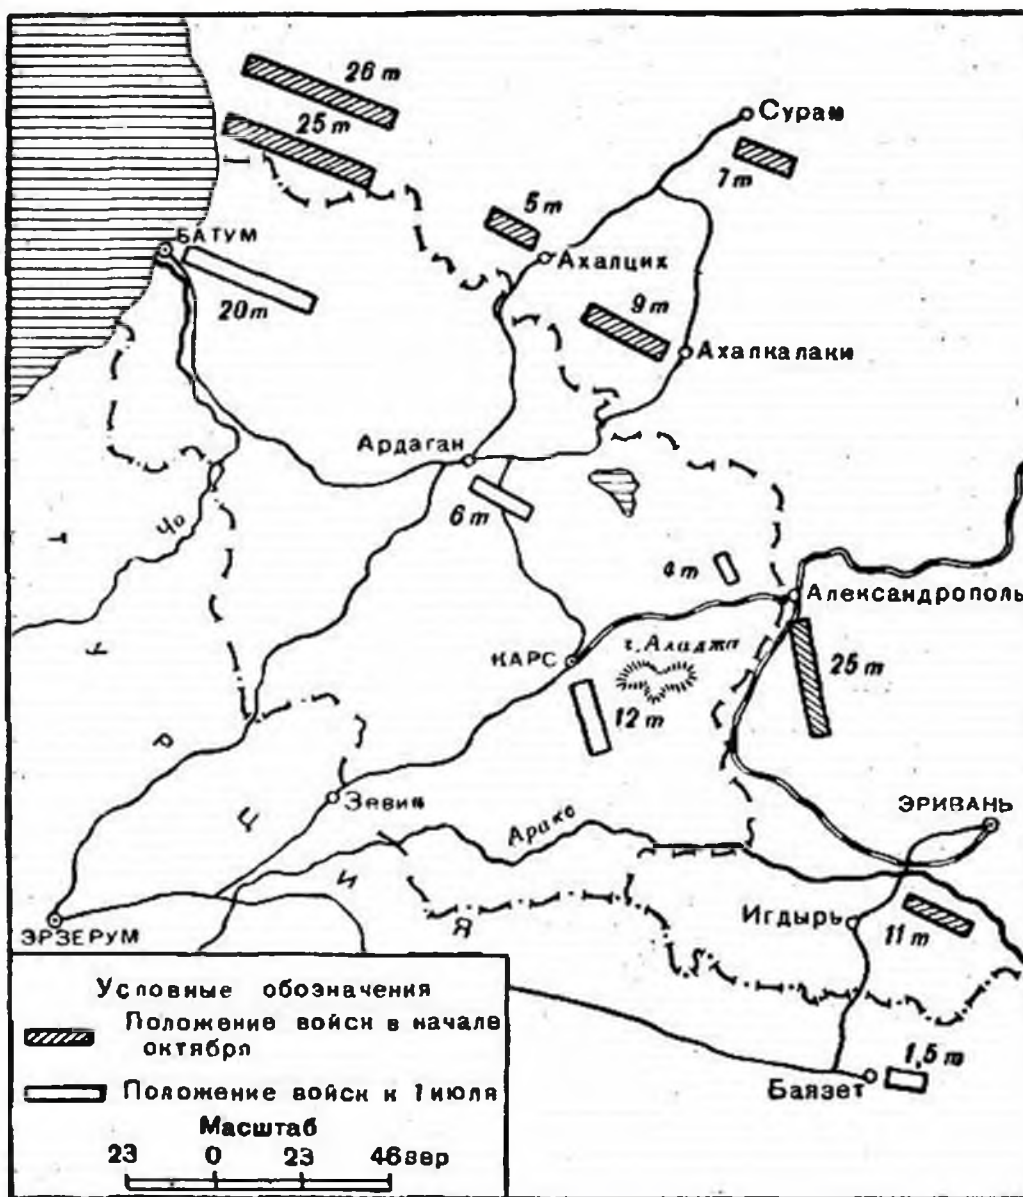 26 т
25 т
Сурам
7 т
5 т
БАТУМ
Ахалцих
20 т
9 т
Ахалкалаки
Ардаган
6 т
Чо
Т
4 т
Александрополь
У
КАРС
г. Аладжа
25 т
12 т
Р
Зевин
ЭРИВАНЬ
Ц
Аракс
И
Игдырь
Я
11 т
ЭРЗЕРУМ
1,5 т
Баязет
Условные обозначения
Положение войск в начале
октября
Положение войск к 1 июля
Масштаб
23 0 23 46 вер